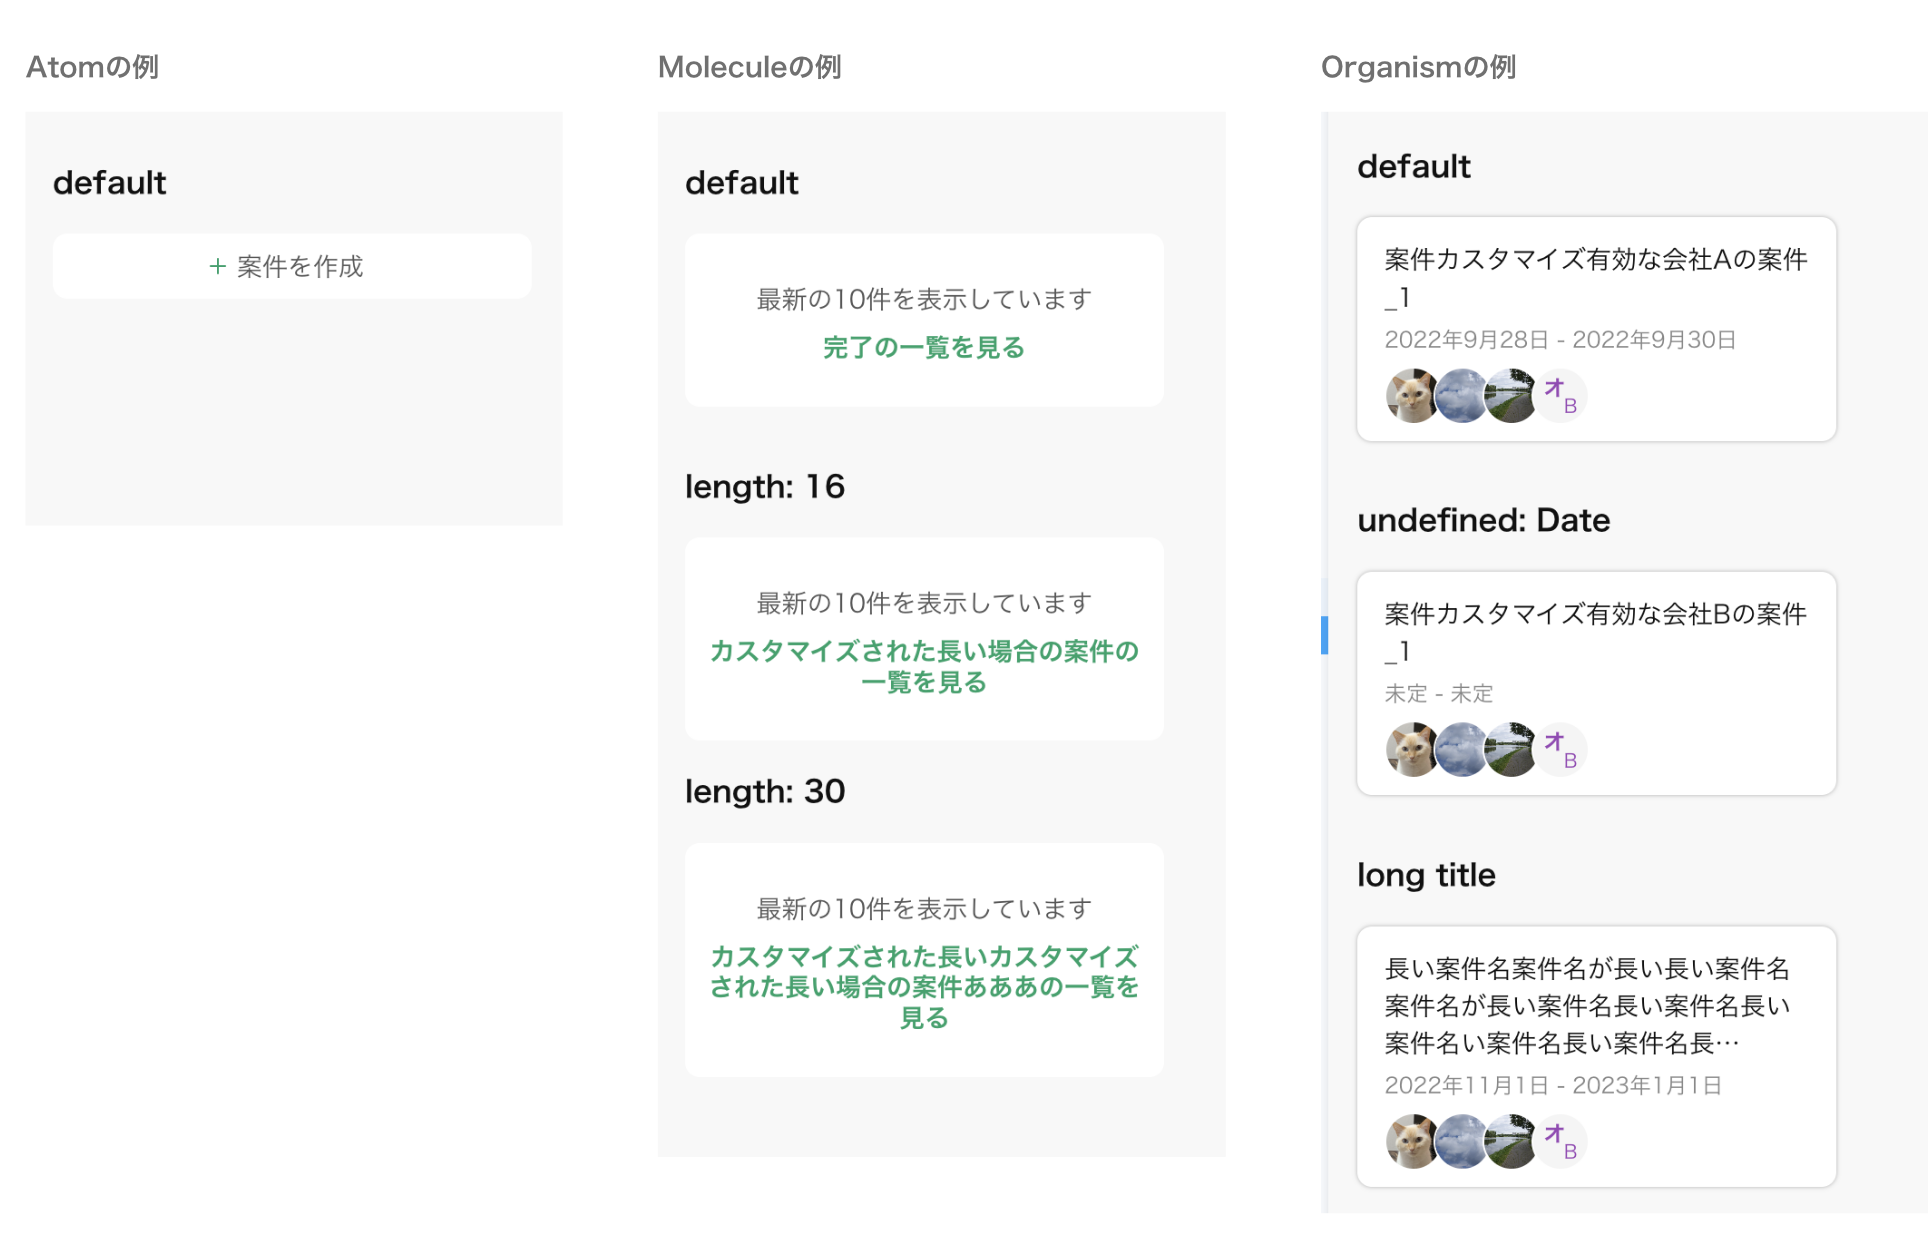 Atomの例
default
+ 案件を作成
Moleculeの例
default
最新の10件を表示しています
完了の一覧を見る
length: 16
最新の10件を表示しています
カスタマイズされた長い場合の案件の
一覧を見る
length: 30
最新の10件を表示しています
カスタマイズされた長いカスタマイズ
された長い場合の案件あああの一覧を
見る
Organismの例
default
案件カスタマイズ有効な会社Aの案件
_1
2022年9月28日 - 2022年9月30日
オB
undefined: Date
案件カスタマイズ有効な会社Bの案件
_1
未定 - 未定
オB
long title
長い案件名案件名が長い長い案件名
案件名が長い案件名長い案件名長い
案件名い案件名長い案件名長…
2022年11月1日 - 2023年1月1日
オB